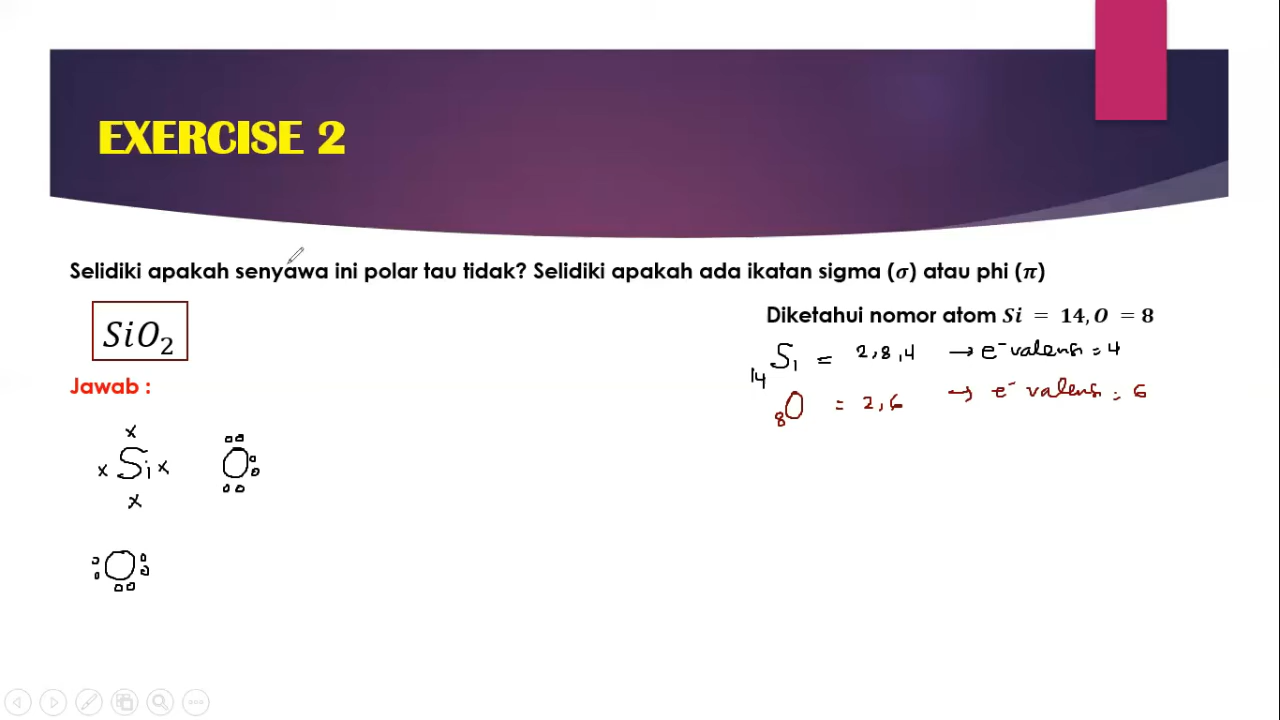 EXERCISE 2
Selidiki apakah senyawa ini polar tau tidak? Selidiki apakah ada ikatan sigma (σ) atau phi (π)
SiO₂
Diketahui nomor atom Si = 14, O = 8
₁₄Si = 2,8,4 → e⁻ valensi = 4
Jawab :
₈O = 2,6 → e⁻ valensi = 6
x
x Si x O
x
O